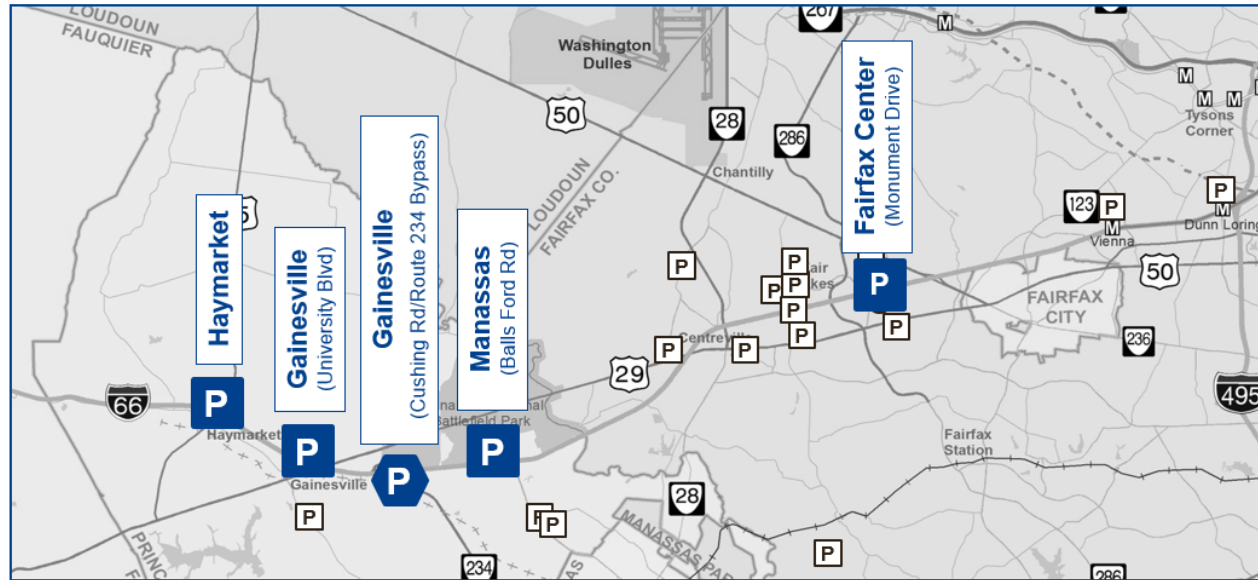 LOUDOUN
FAUQUIER
Washington
Dulles
267
M
50
28
286
Chantilly
LOUDOUN
FAIRFAX CO.
Fairfax Center
(Monument Drive)
M
M
M
Tysons
Corner
123
P
P
M
M
Vienna
Dunn Loring
50
Haymarket
Gainesville
(University Blvd)
Gainesville
(Cushing Rd/Route 234 Bypass)
Manassas
(Balls Ford Rd)
P
P
P
P
P
P
P
P
P
P
P
Centreville
FAIRFAX
CITY
236
29
495
66
P
Haymarket
Battlefield Park
P
Gainesville
P
P
P
P
P
28
MANASSAS PARK
Fairfax
Station
P
234
286